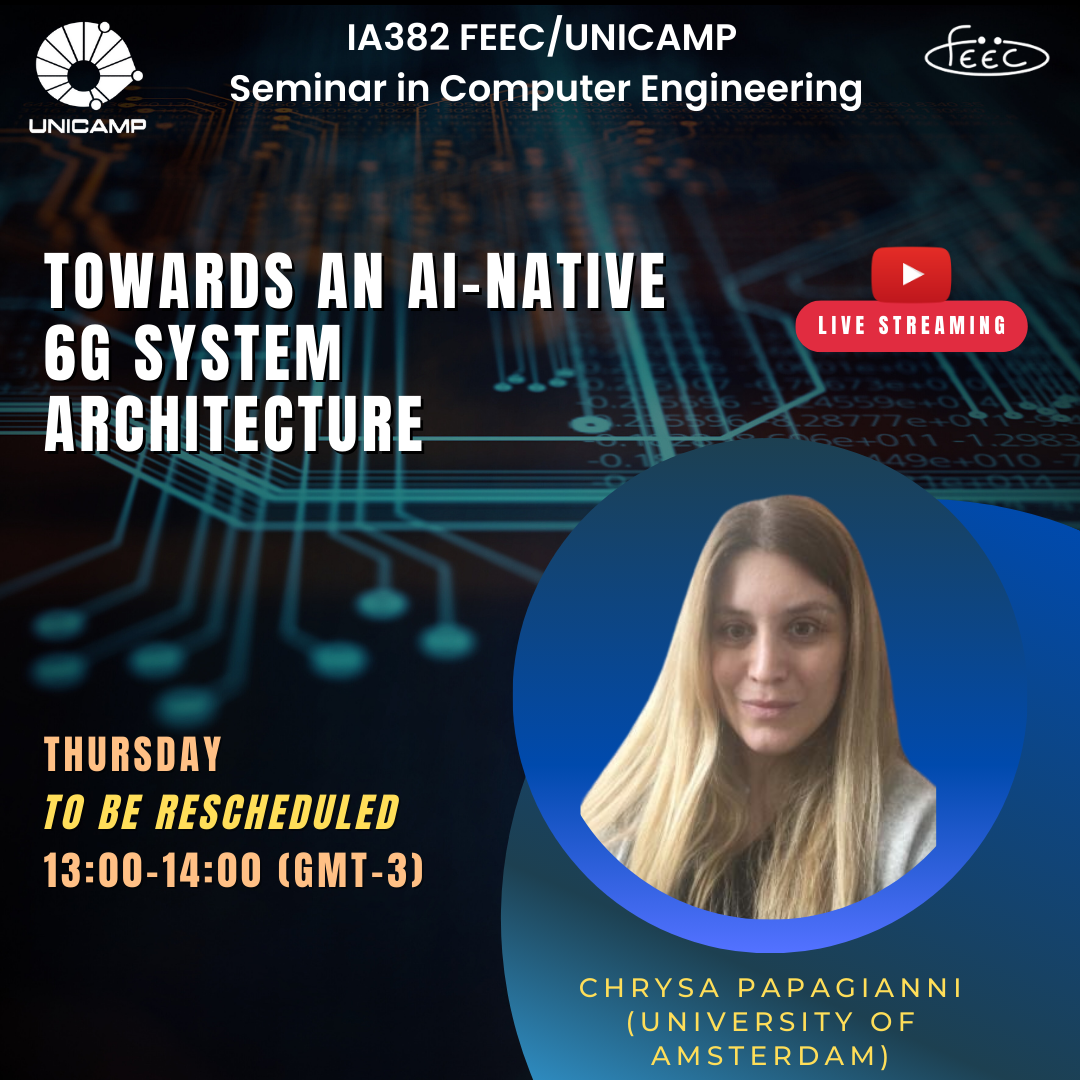 IA382 FEEC/UNICAMP
Seminar in Computer Engineering
UNICAMP
FEEC
TOWARDS AN AI-NATIVE
6G SYSTEM
ARCHITECTURE
LIVE STREAMING
THURSDAY
TO BE RESCHEDULED
13:00-14:00 (GMT-3)
CHRYSA PAPAGIANNI
(UNIVERSITY OF
AMSTERDAM)